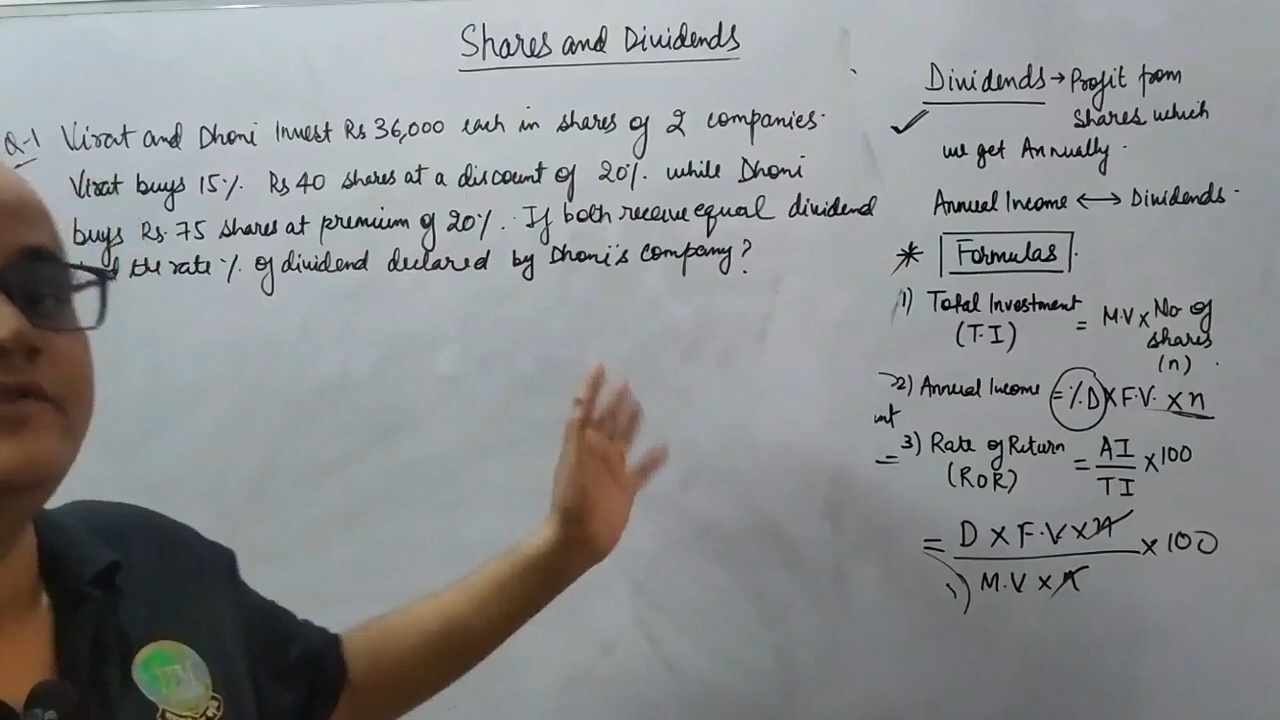 Shares and Dividends
Q-1 Virat and Dhoni Invest Rs 36,000 each in shares of 2 companies.
Virat buys 15%. Rs 40 shares at a discount of 20%. while Dhoni
buys Rs. 75 shares at premium of 20%. If both receive equal dividend
the rate %. of dividend declared by Dhoni's company?
Dividends → Profit from
shares which
we get Annually.
Annual Income ⟷ Dividends.
* Formulas
1) Total Investment = M.V × No of
(T.I) shares
(n).
2) Annual Income = %.D × F.V. × n
3) Rate of Return = AI/TI × 100
(ROR)
= D × F.V × n / M.V × n × 100